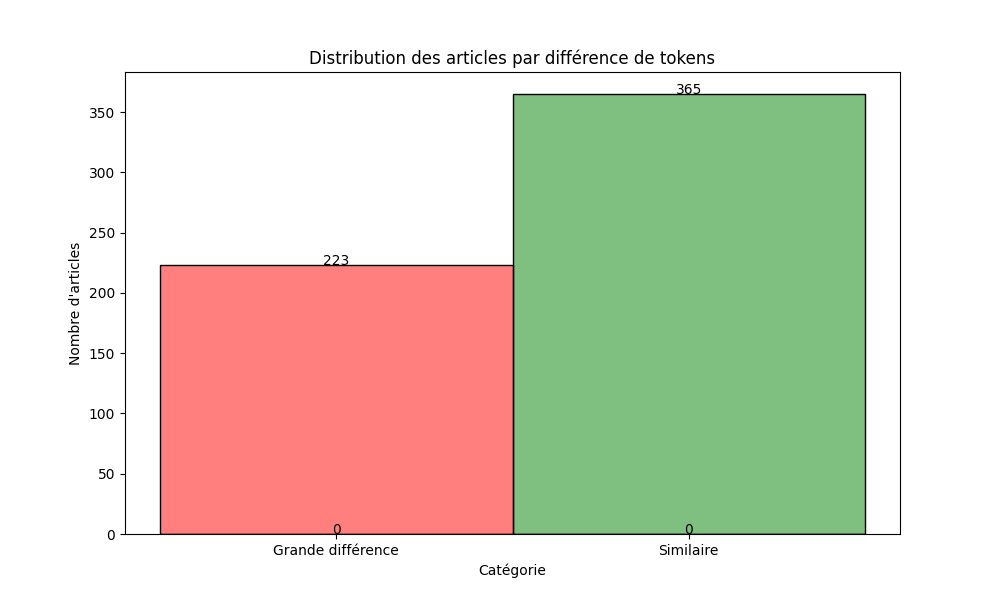 Distribution des articles par différence de tokens
365
350
300
223
250
200
150
100
50
0
0
0
Nombre d'articles
Grande différence
Similaire
Catégorie